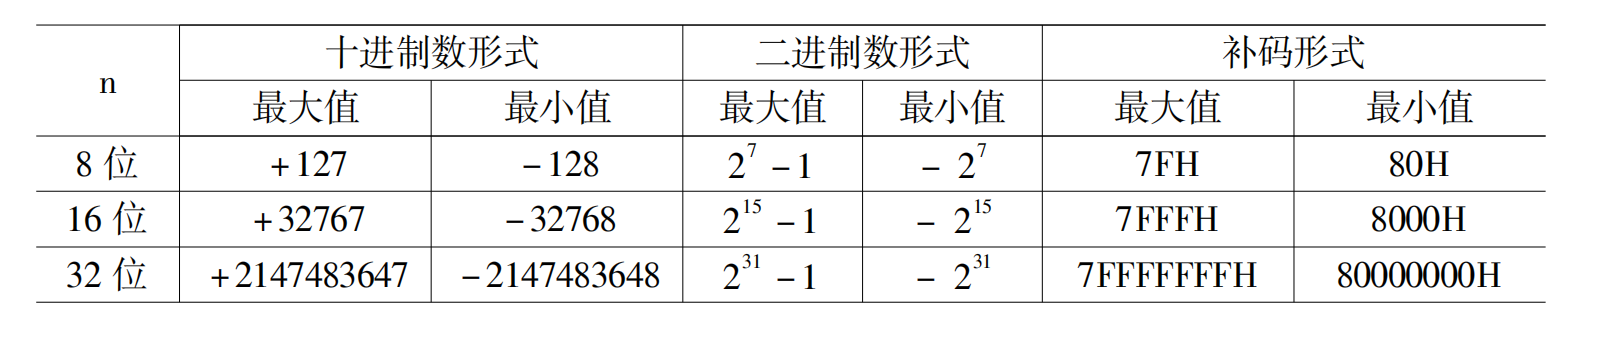 n 十进制数形式 二进制数形式 补码形式
最大值 最小值 最大值 最小值 最大值 最小值
8 位 +127 −128 2^7 −1 − 2^7 7FH 80H
16 位 +32767 −32768 2^15 −1 − 2^15 7FFFH 8000H
32 位 +2147483647 −2147483648 2^31 −1 − 2^31 7FFFFFFFH 80000000H